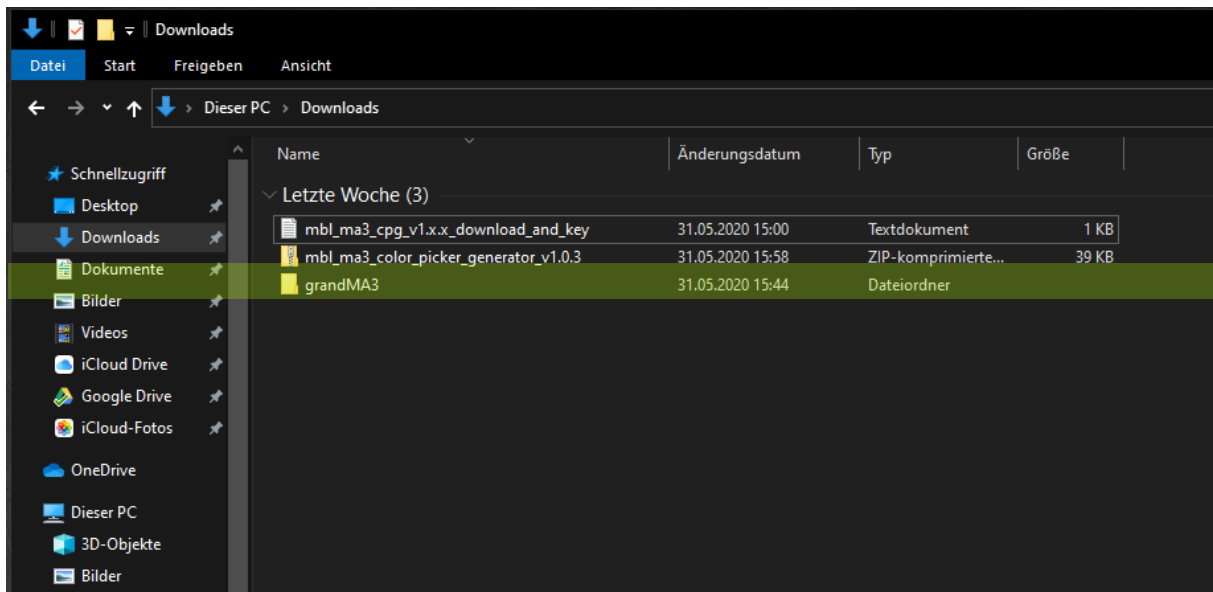 Downloads
Datei Start Freigeben Ansicht
Dieser PC Downloads
Name Änderungsdatum Typ Größe
Schnellzugriff
Desktop
Downloads
Dokumente
Bilder
Videos
iCloud Drive
Google Drive
iCloud-Fotos
OneDrive
Dieser PC
3D-Objekte
Bilder
Letzte Woche (3)
mbl_ma3_cpg_v1.x.x_download_and_key 31.05.2020 15:00 Textdokument 1 KB
mbl_ma3_color_picker_generator_v1.0.3 31.05.2020 15:58 ZIP-komprimierte... 39 KB
grandMA3 31.05.2020 15:44 Dateiordner